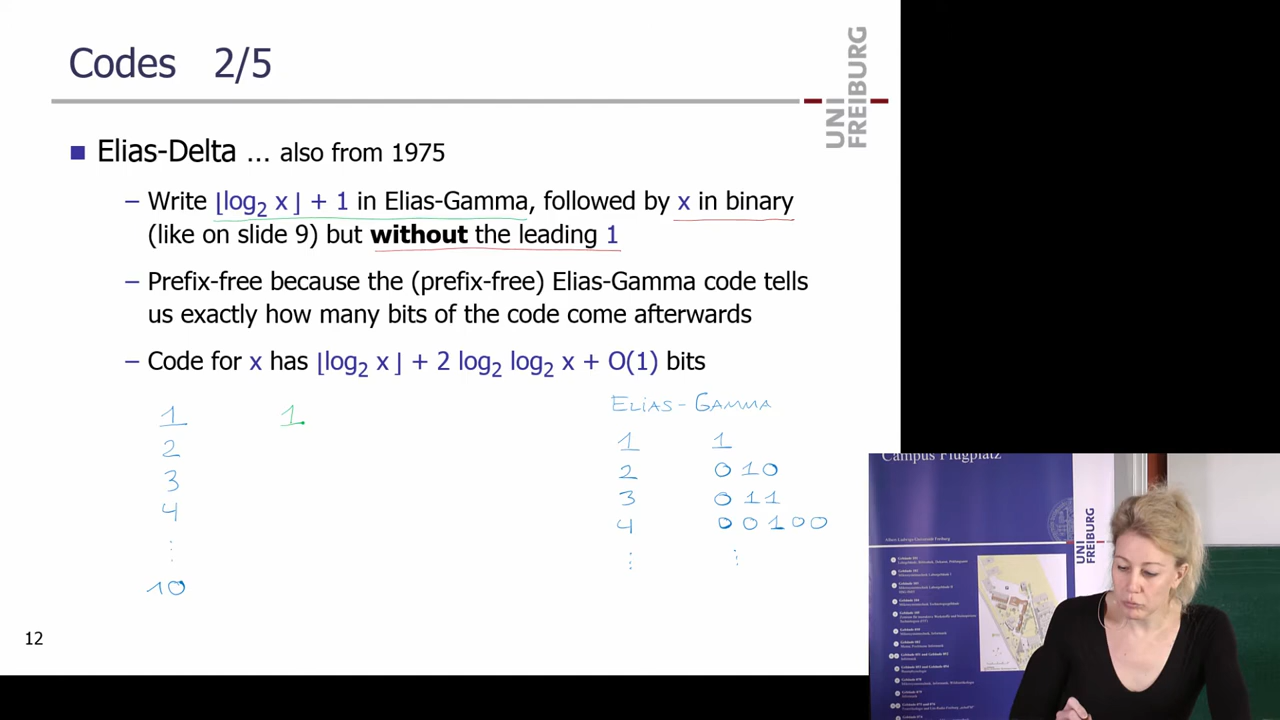 Codes 2/5
UNI
FREIBURG
■ Elias-Delta ... also from 1975
– Write ⌊log₂ x⌋ + 1 in Elias-Gamma, followed by x in binary
(like on slide 9) but without the leading 1
– Prefix-free because the (prefix-free) Elias-Gamma code tells
us exactly how many bits of the code come afterwards
– Code for x has ⌊log₂ x⌋ + 2 log₂ log₂ x + O(1) bits
1 1
2
3
4
⋮
10
ELIAS-GAMMA
1 1
2 010
3 011
4 00100
⋮ ⋮
12
Campus Flugplatz
UNI
FREIBURG